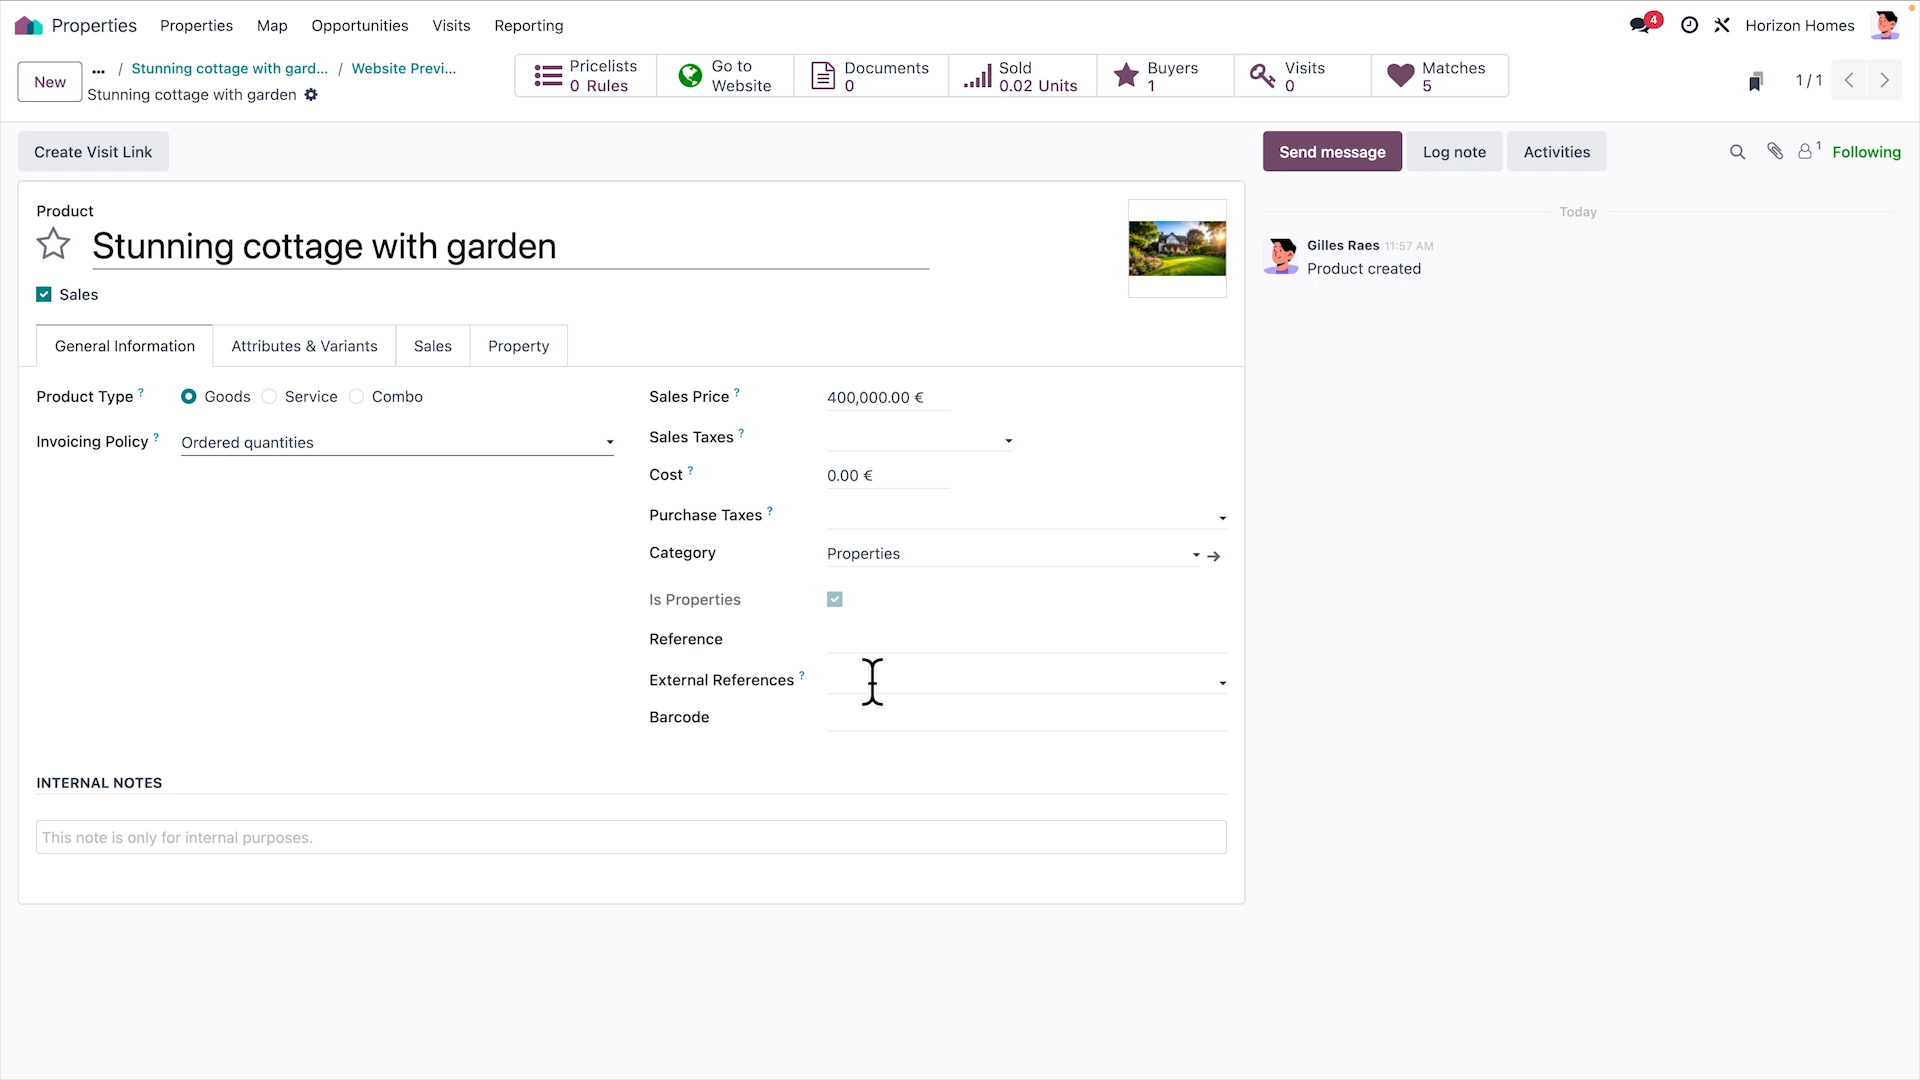 Properties Properties Map Opportunities Visits Reporting 4 Horizon Homes
New ... / Stunning cottage with gard... / Website Previ...
Stunning cottage with garden
Pricelists
0 Rules
Go to
Website
Documents
0
Sold
0.02 Units
Buyers
1
Visits
0
Matches
5
1 / 1
Create Visit Link
Send message Log note Activities 1 Following
Product
Stunning cottage with garden
Sales
Today
Gilles Raes 11:57 AM
Product created
General Information Attributes & Variants Sales Property
Product Type ? Goods Service Combo
Invoicing Policy ? Ordered quantities
Sales Price ? 400,000.00 €
Sales Taxes ?
Cost ? 0.00 €
Purchase Taxes ?
Category Properties
Is Properties
Reference
External References ?
Barcode
INTERNAL NOTES
This note is only for internal purposes.